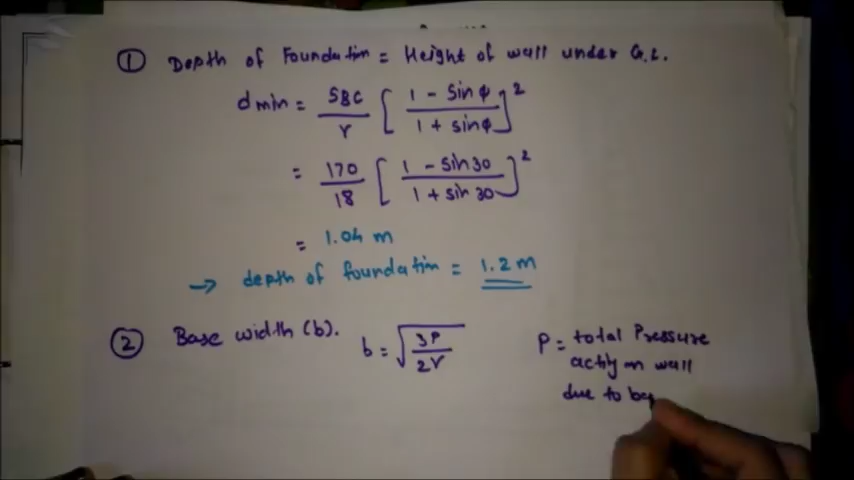 ① Depth of Foundation = Height of wall under G.L.
dmin = SBC/γ [ 1 - sinφ / 1 + sinφ ]²
= 170/18 [ 1 - sin30 / 1 + sin30 ]²
= 1.04 m
→ depth of foundation = 1.2 m
② Base width (b).
b = √3P/2γ
P = total Pressure
acting on wall
due to